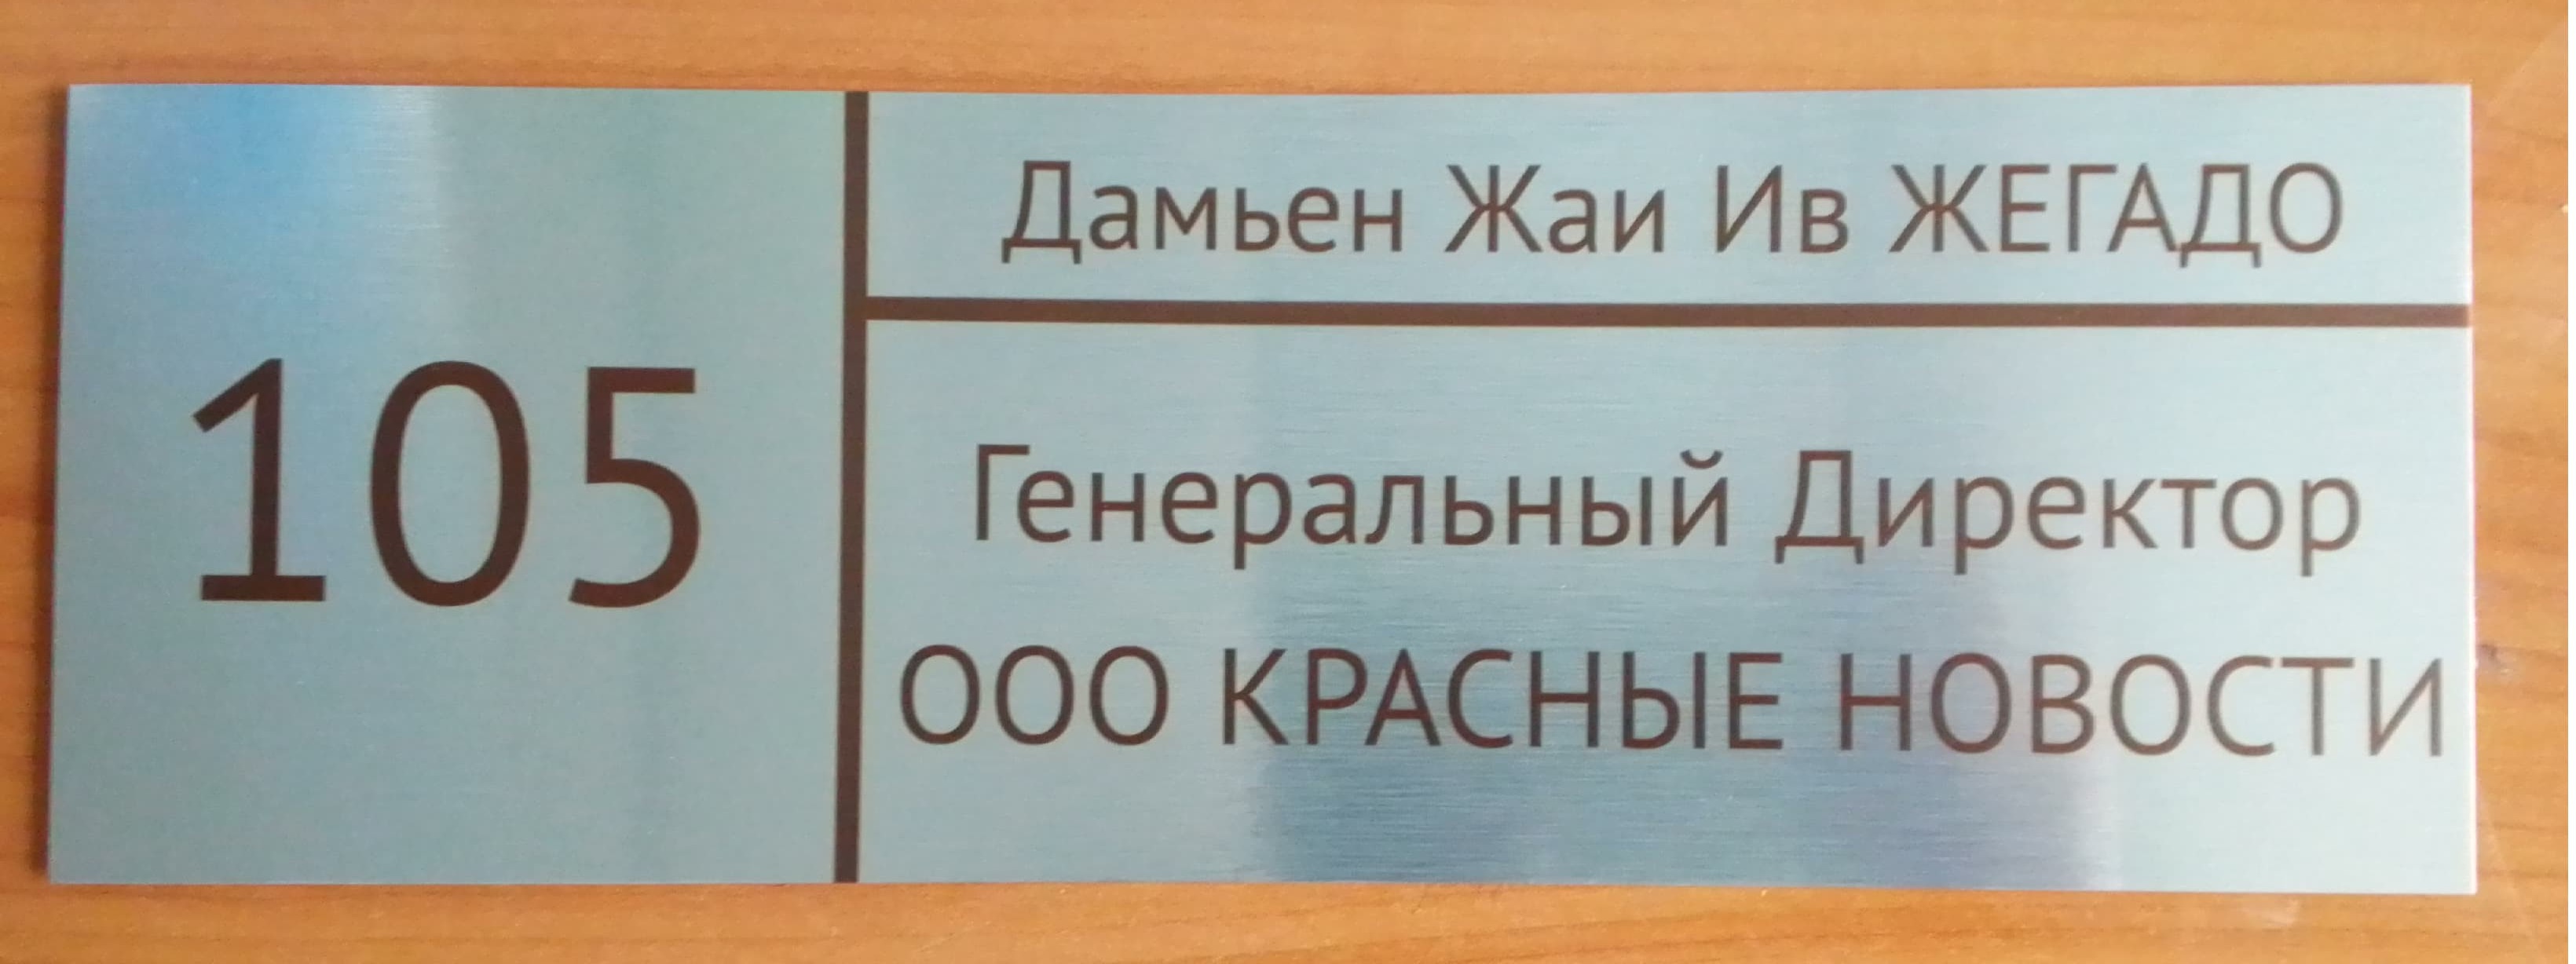 105
Дамьен Жаи Ив ЖЕГАДО
Генеральный Директор
ООО КРАСНЫЕ НОВОСТИ